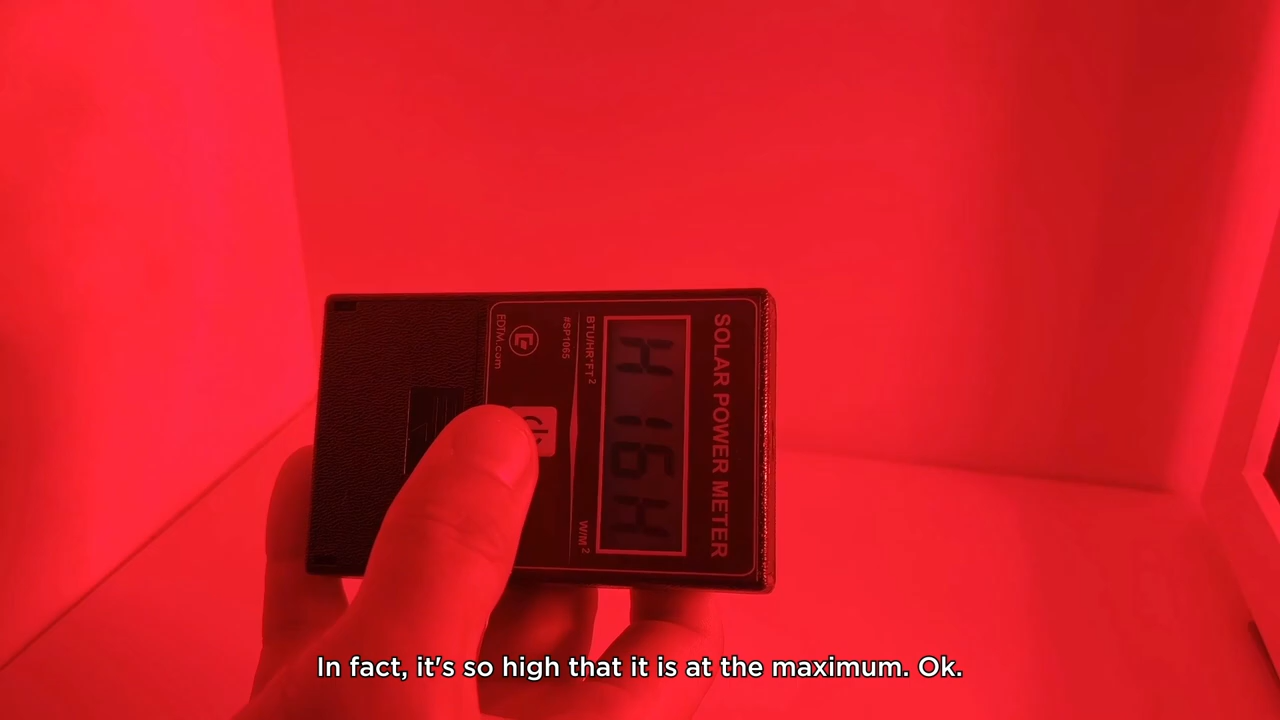 SOLAR POWER METER
HIGH
BTU/HR*FT²
W/M²
#SP1065
FDTM.com
In fact, it's so high that it is at the maximum. Ok.